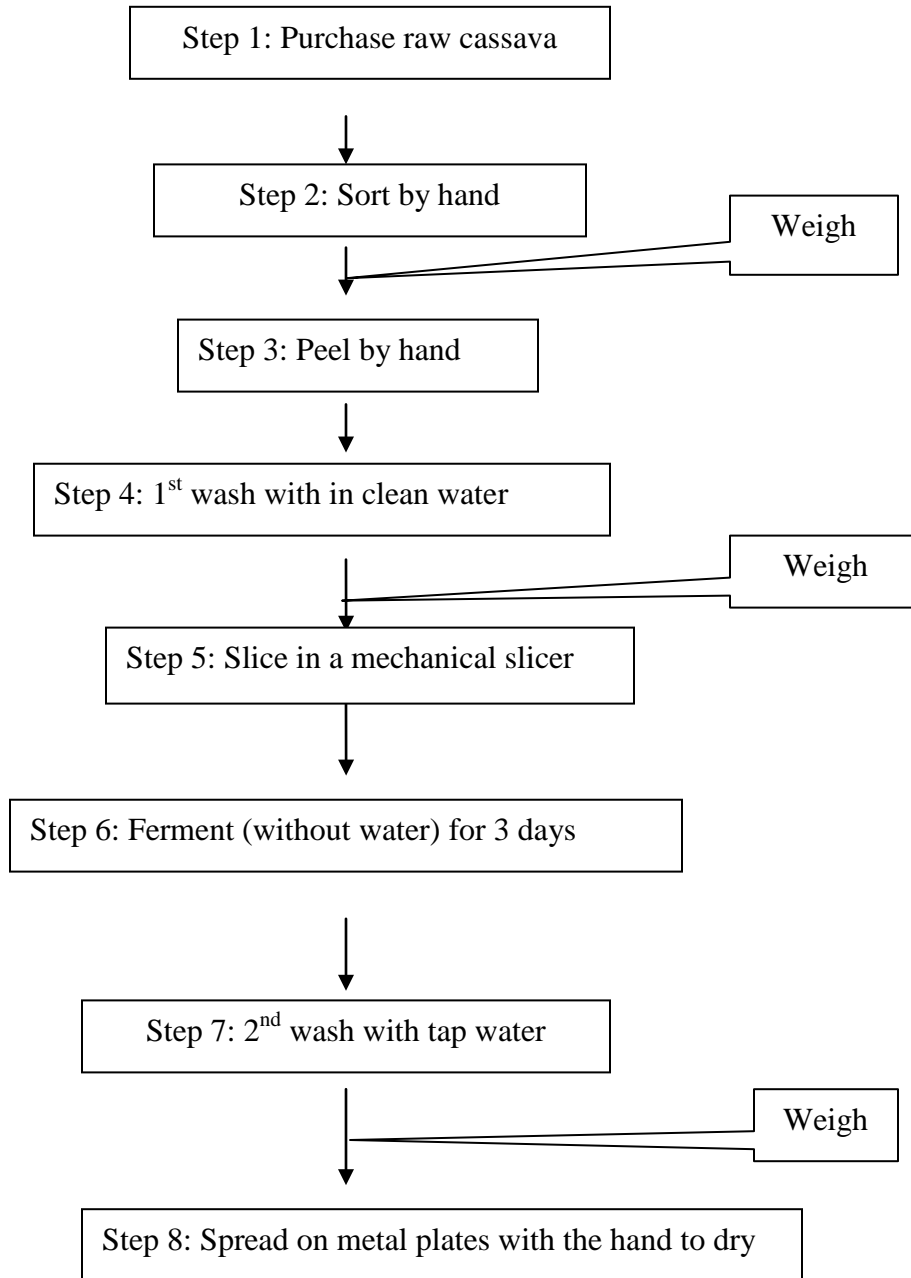 Step 1: Purchase raw cassava
Step 2: Sort by hand
Weigh
Step 3: Peel by hand
Step 4: 1st wash with in clean water
Weigh
Step 5: Slice in a mechanical slicer
Step 6: Ferment (without water) for 3 days
Step 7: 2nd wash with tap water
Weigh
Step 8: Spread on metal plates with the hand to dry